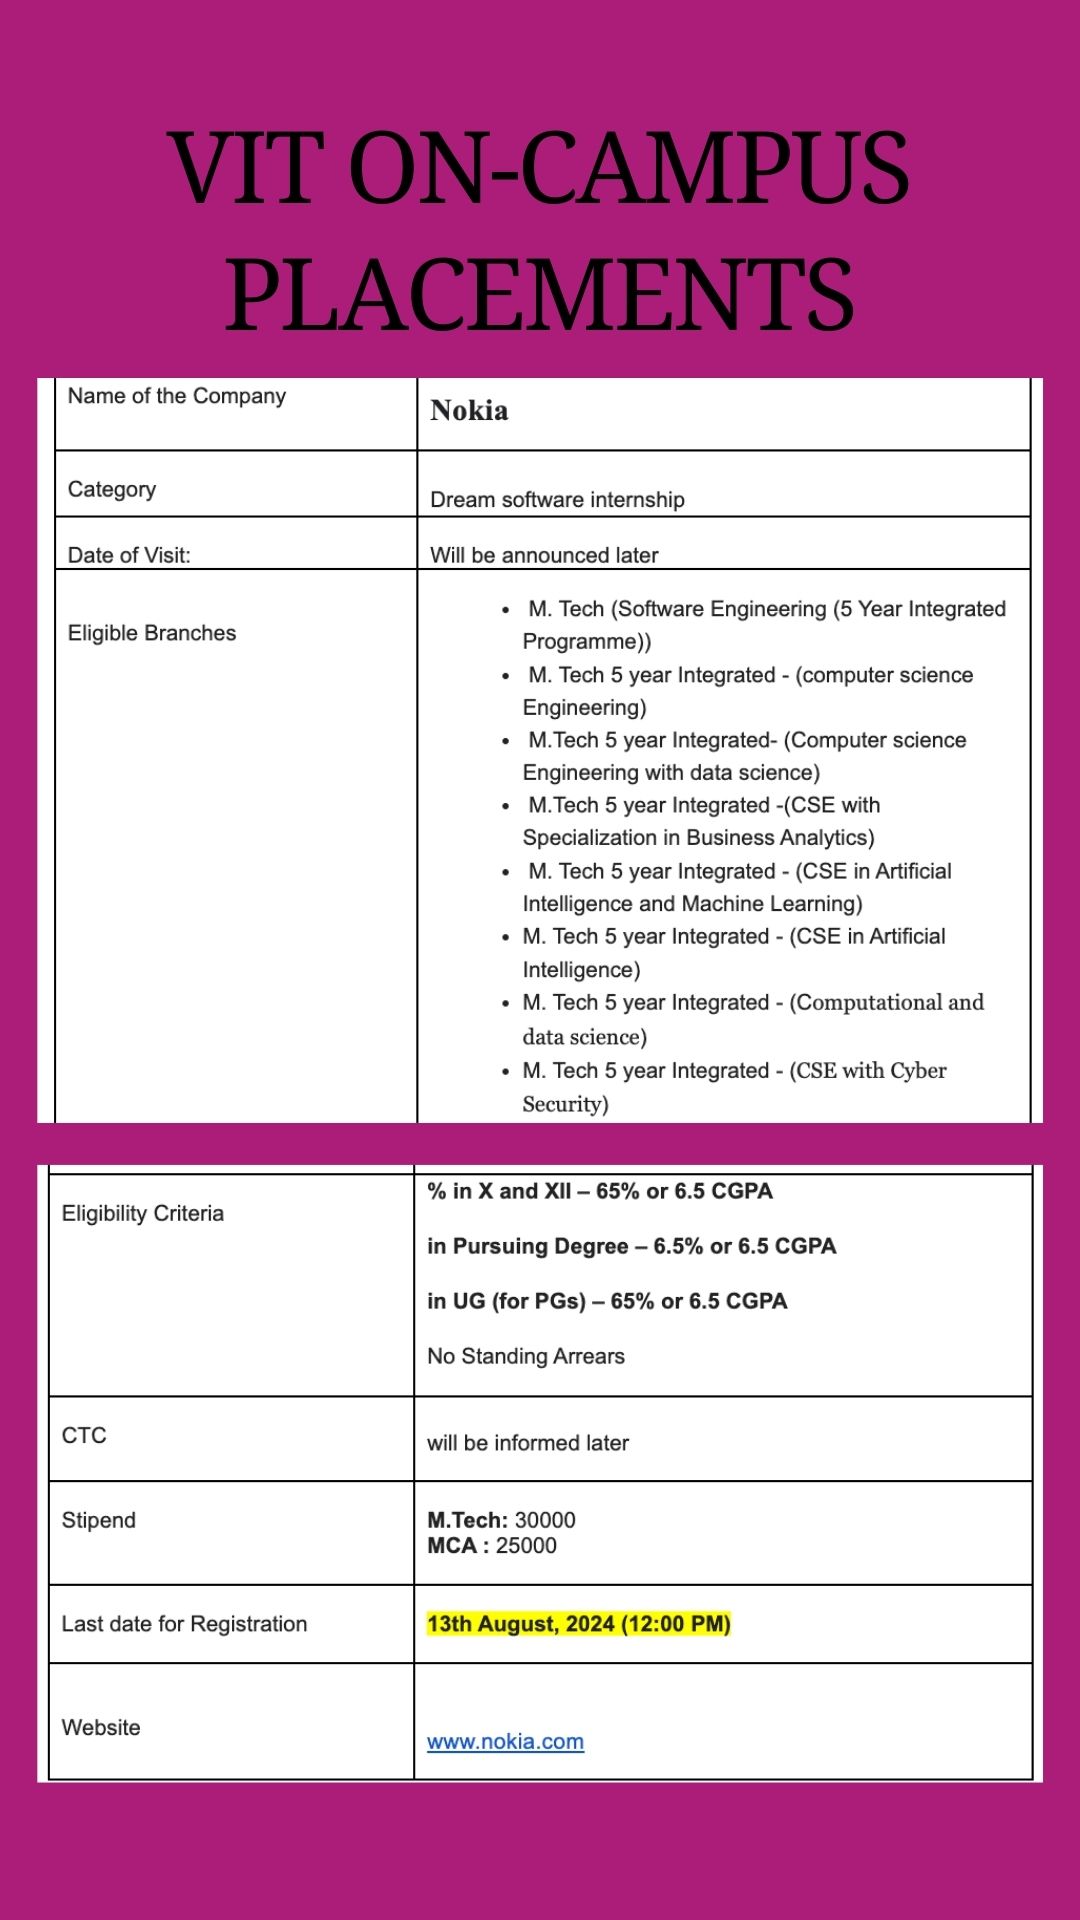 VIT ON-CAMPUS
PLACEMENTS
Name of the Company
Nokia
Category
Dream software internship
Date of Visit:
Will be announced later
Eligible Branches
• M. Tech (Software Engineering (5 Year Integrated
Programme))
• M. Tech 5 year Integrated - (computer science
Engineering)
• M.Tech 5 year Integrated- (Computer science
Engineering with data science)
• M.Tech 5 year Integrated -(CSE with
Specialization in Business Analytics)
• M. Tech 5 year Integrated - (CSE in Artificial
Intelligence and Machine Learning)
• M. Tech 5 year Integrated - (CSE in Artificial
Intelligence)
• M. Tech 5 year Integrated - (Computational and
data science)
• M. Tech 5 year Integrated - (CSE with Cyber
Security)
Eligibility Criteria
% in X and XII – 65% or 6.5 CGPA
in Pursuing Degree – 6.5% or 6.5 CGPA
in UG (for PGs) – 65% or 6.5 CGPA
No Standing Arrears
CTC
will be informed later
Stipend
M.Tech: 30000
MCA : 25000
Last date for Registration
13th August, 2024 (12:00 PM)
Website
www.nokia.com